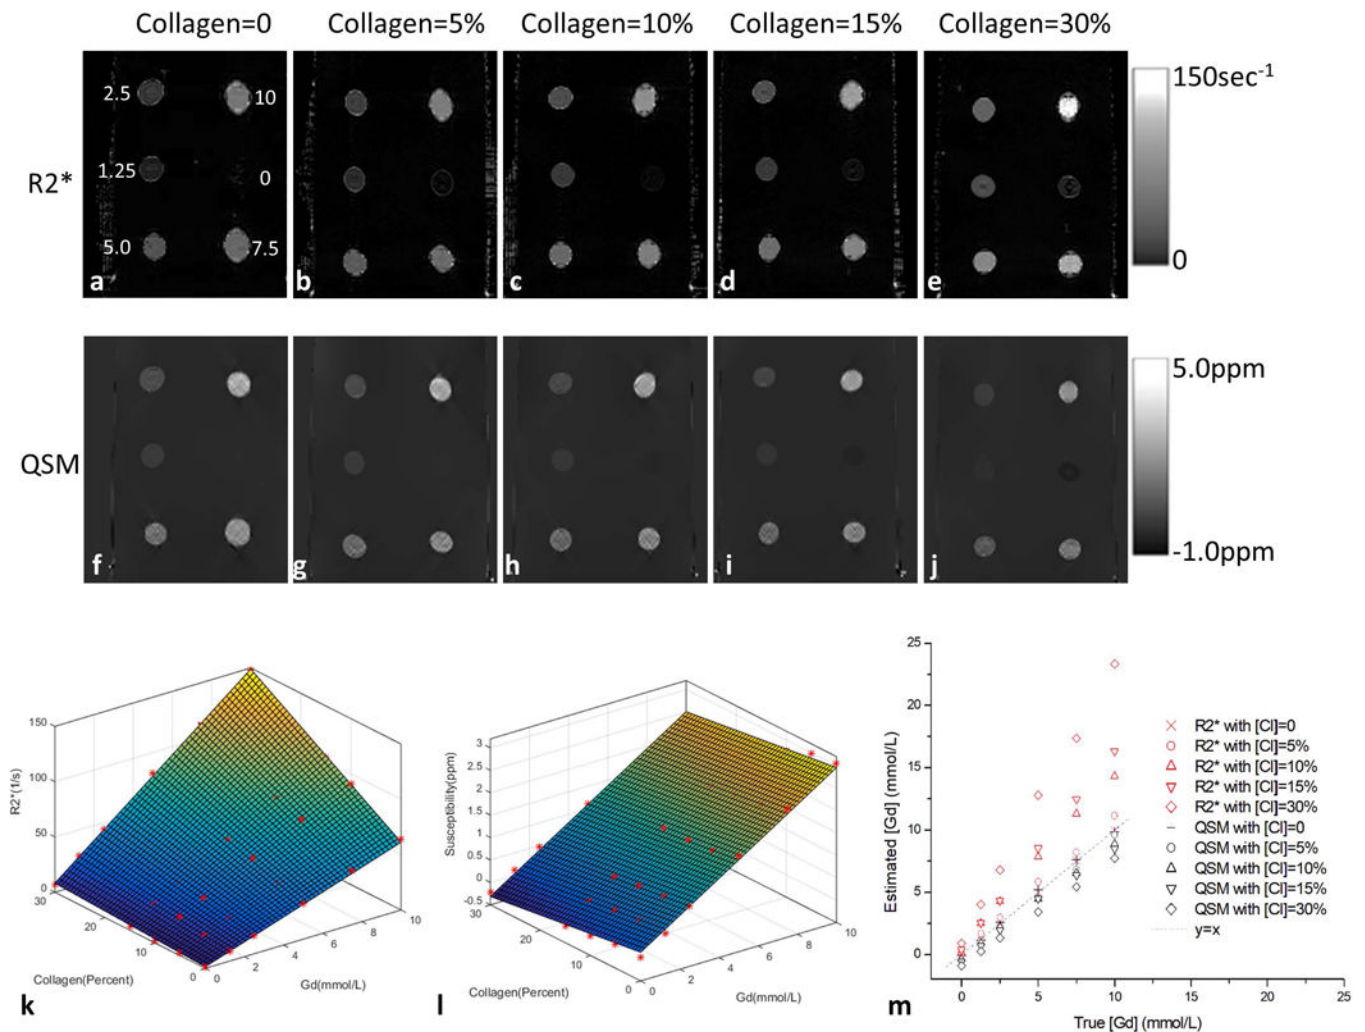 Collagen=0 Collagen=5% Collagen=10% Collagen=15% Collagen=30%
R2*
2.5 10
1.25 0
5.0 7.5
a b c d e
150sec⁻¹
0
QSM
f g h i j
5.0ppm
-1.0ppm
R2*(1/s)
150
100
50
0
30
20
10
0
Collagen(Percent)
0
2
4
6
8
10
Gd(mmol/L)
k
Susceptibility(ppm)
3
2.5
2
1.5
1
0.5
0
-0.5
30
20
10
0
Collagen(Percent)
0
2
4
6
8
10
Gd(mmol/L)
l
Estimated [Gd] (mmol/L)
25
20
15
10
5
0
0 5 10 15 20 25
True [Gd] (mmol/L)
R2* with [Cl]=0
R2* with [Cl]=5%
R2* with [Cl]=10%
R2* with [Cl]=15%
R2* with [Cl]=30%
QSM with [Cl]=0
QSM with [Cl]=5%
QSM with [Cl]=10%
QSM with [Cl]=15%
QSM with [Cl]=30%
y=x
m